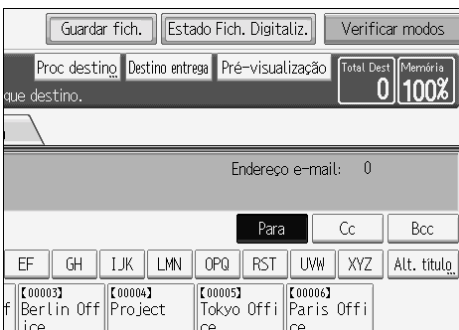 Guardar fich. Estado Fich. Digitaliz. Verificar modos
Proc destino Destino entrega Pré-visualização Total Dest Memória
0 100%
que destino.
Endereço e-mail: 0
Para Cc Bcc
EF GH IJK LMN OPQ RST UVW XYZ Alt. título
【00003】 【00004】 【00005】 【00006】
f Berlin Off Project Tokyo Offi Paris Offi
ice ce ce